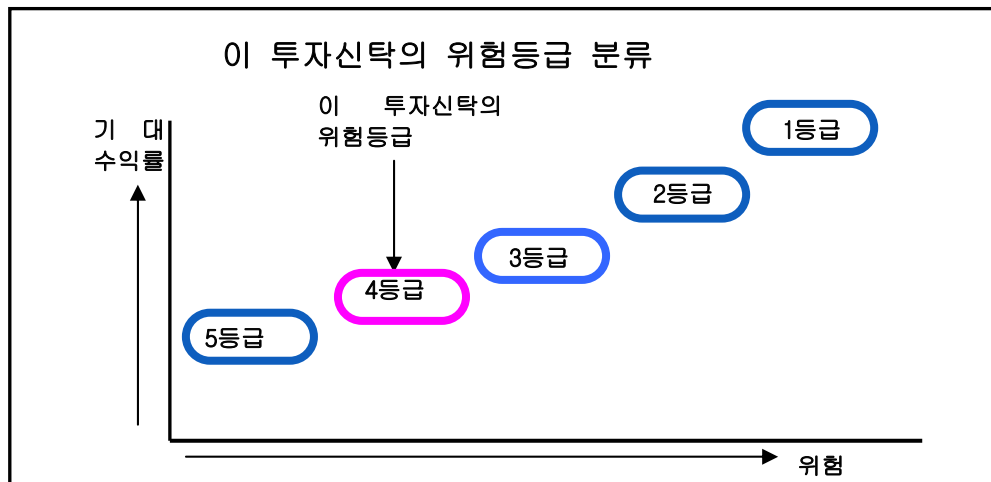 이 투자신탁의 위험등급 분류
이 투자신탁의
위험등급
기 대
수익률
1등급
2등급
3등급
4등급
5등급
위험